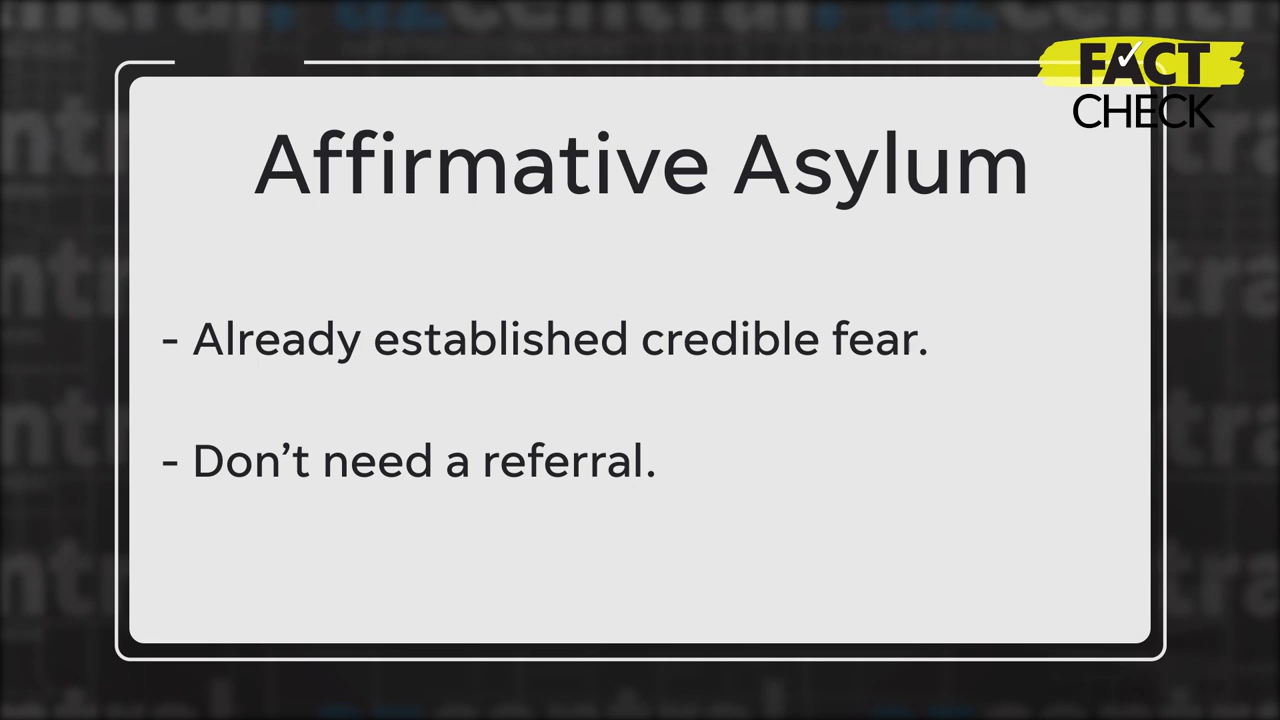 FACT
CHECK
Affirmative Asylum
- Already established credible fear.
- Don’t need a referral.